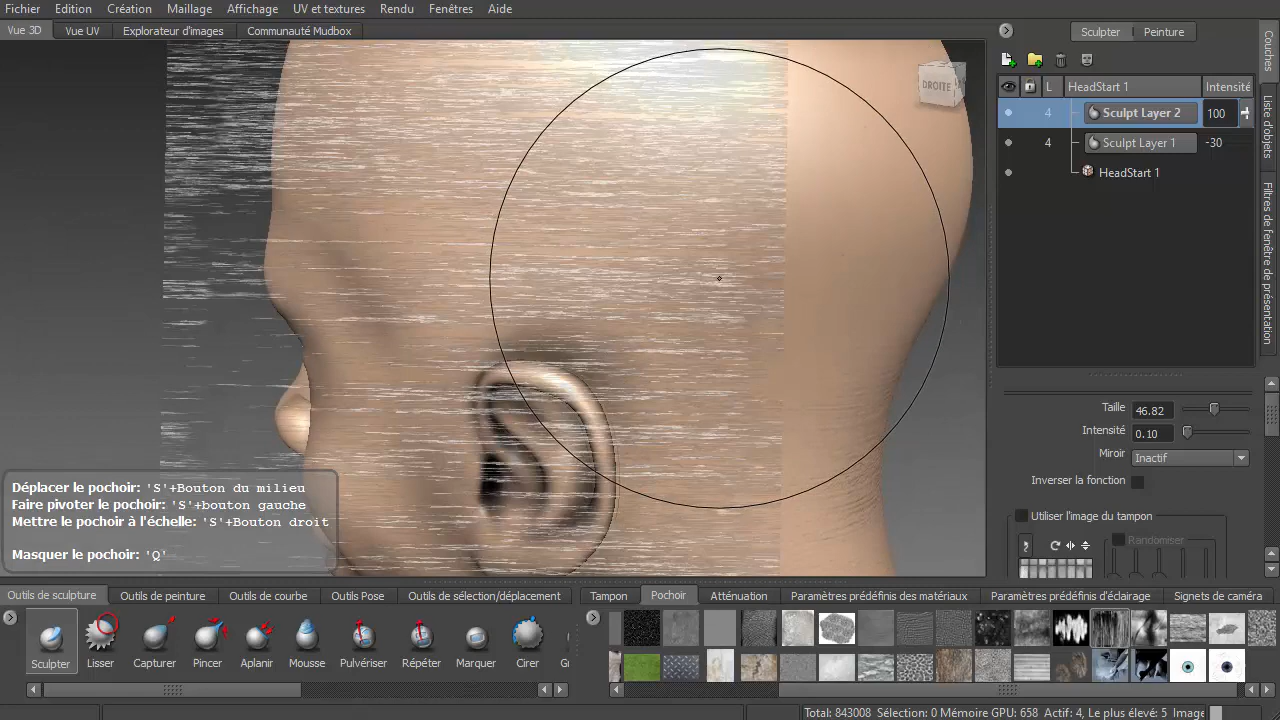 Fichier Edition Création Maillage Affichage UV et textures Rendu Fenêtres Aide
Vue 3D Vue UV Explorateur d'images Communauté Mudbox
Sculpter Peinture
Couches
Liste d'objets
Filtres de fenêtre de présentation
L HeadStart 1 Intensité
4 Sculpt Layer 2 100
4 Sculpt Layer 1 -30
HeadStart 1
DROITE
Taille 46.82
Intensité 0.10
Miroir Inactif
Inverser la fonction
Utiliser l'image du tampon
Randomiser
Déplacer le pochoir: 'S'+Bouton du milieu
Faire pivoter le pochoir: 'S'+bouton gauche
Mettre le pochoir à l'échelle: 'S'+Bouton droit
Masquer le pochoir: 'Q'
Outils de sculpture Outils de peinture Outils de courbe Outils Pose Outils de sélection/déplacement
Tampon Pochoir Atténuation Paramètres prédéfinis des matériaux Paramètres prédéfinis d'éclairage Signets de caméra
Sculpter Lisser Capturer Pincer Aplanir Mousse Pulvériser Répéter Marquer Cirer
Total: 843008 Sélection: 0 Mémoire GPU: 658 Actif: 4, Le plus élevé: 5 Image